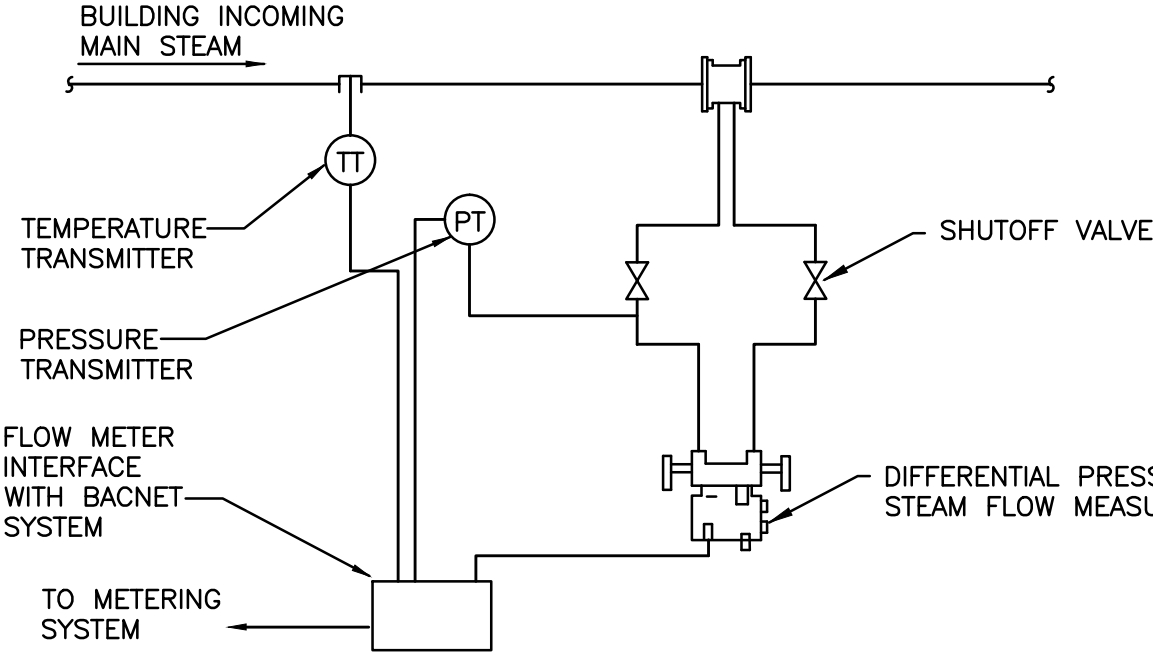 BUILDING INCOMING
MAIN STEAM
TT
TEMPERATURE
TRANSMITTER
PT
SHUTOFF VALVE
PRESSURE
TRANSMITTER
FLOW METER
INTERFACE
WITH BACNET
SYSTEM
DIFFERENTIAL
STEAM FLOW
TO METERING
SYSTEM